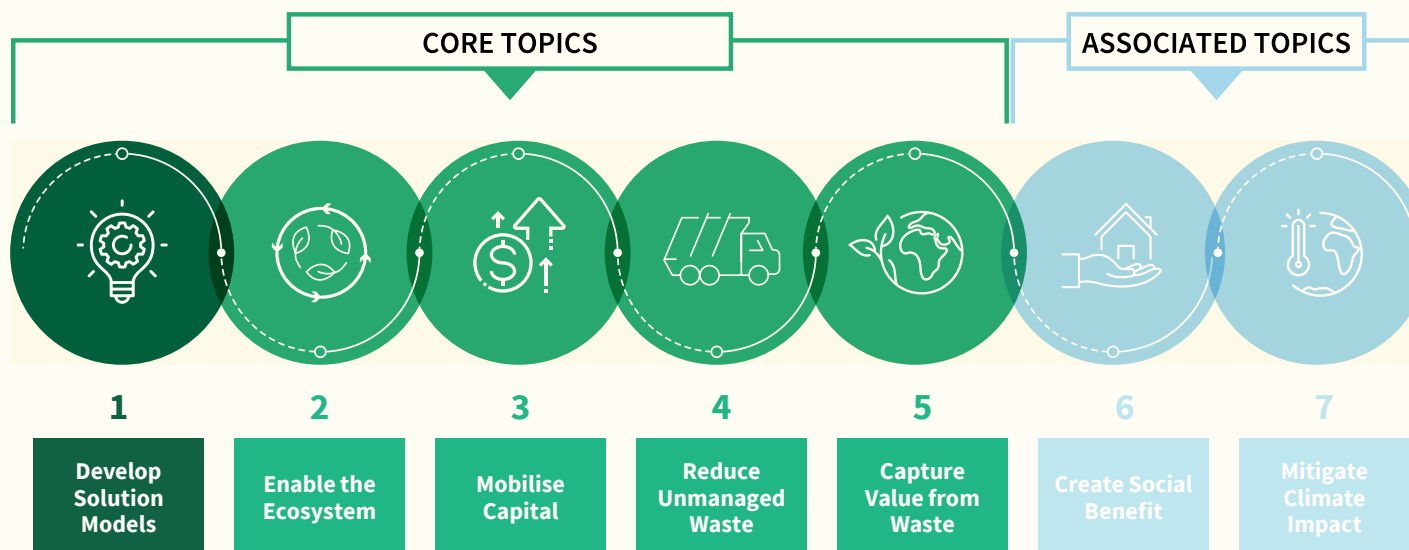 CORE TOPICS
ASSOCIATED TOPICS
$
1
2
3
4
5
6
7
Develop
Solution
Models
Enable the
Ecosystem
Mobilise
Capital
Reduce
Unmanaged
Waste
Capture
Value from
Waste
Create Social
Benefit
Mitigate
Climate
Impact